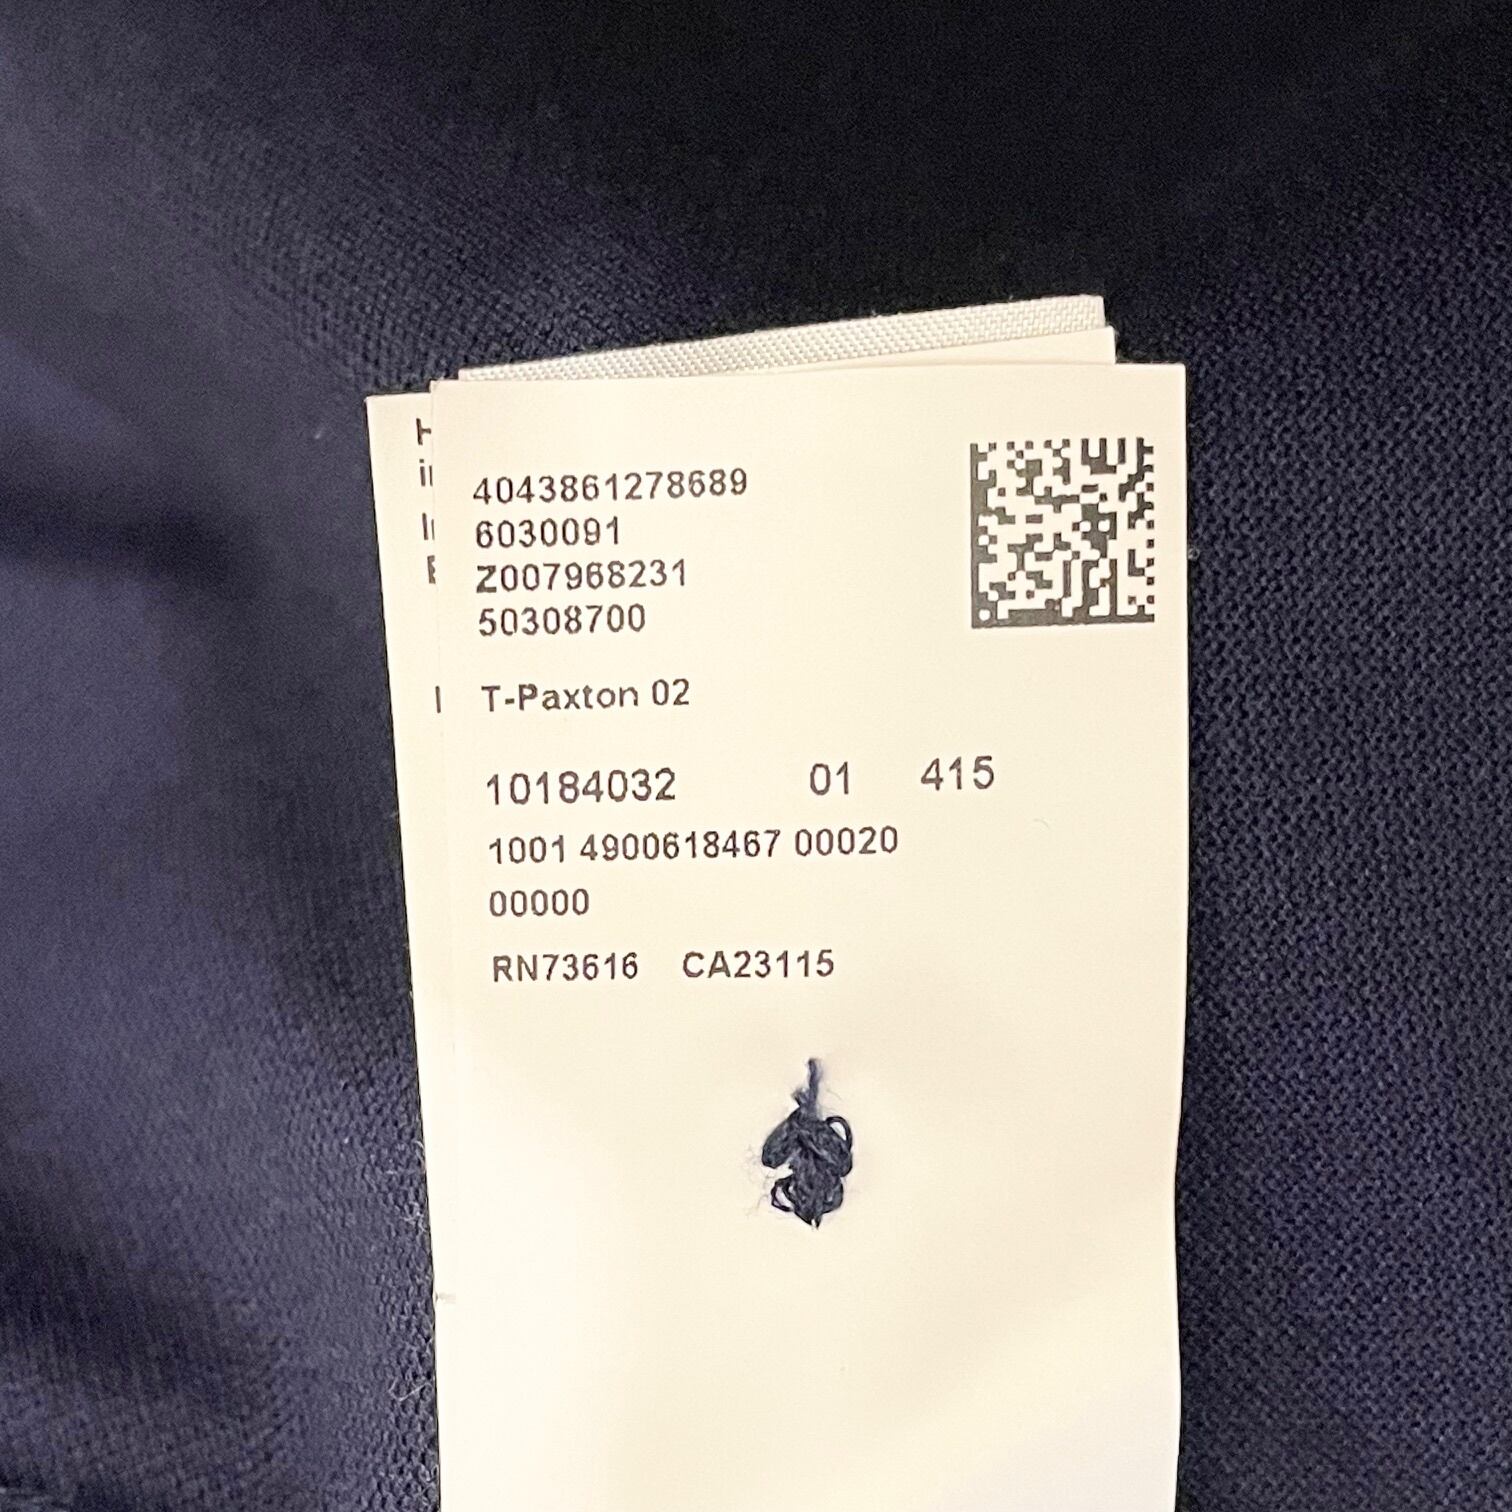 4043861278689
6030091
Z007968231
50308700
T-Paxton 02
10184032 01 415
1001 4900618467 00020
00000
RN73616 CA23115